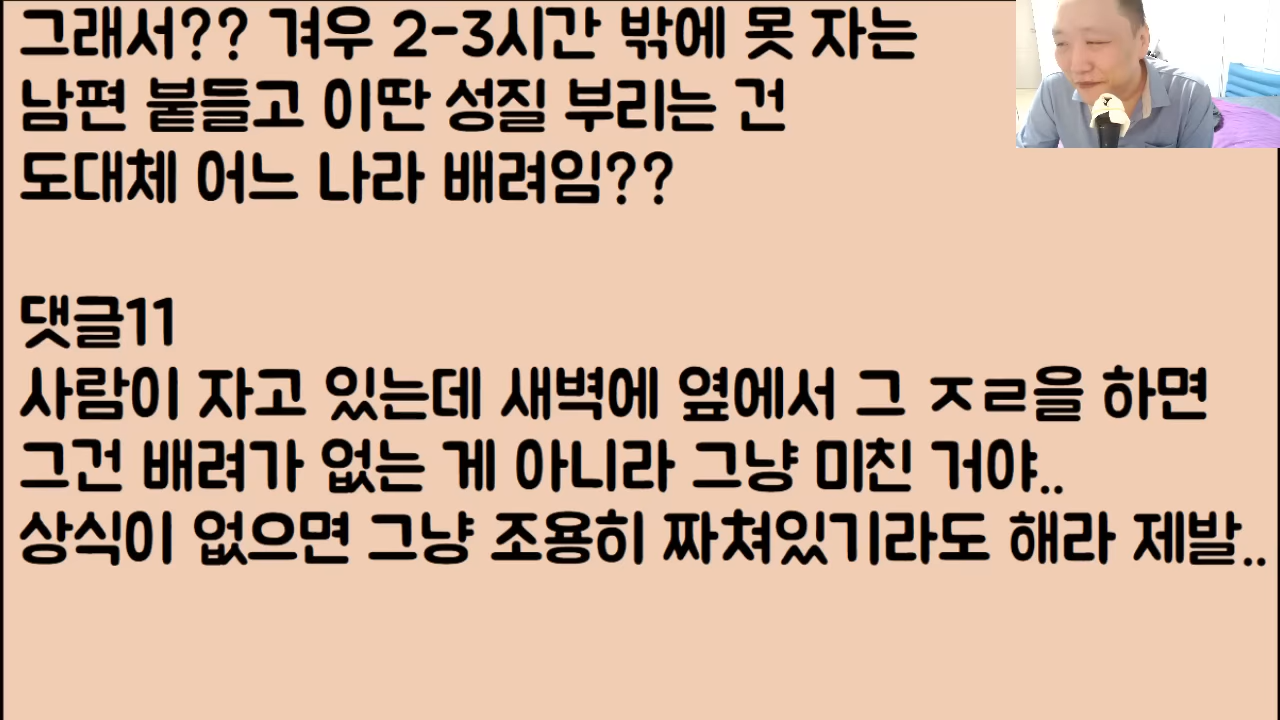 그래서?? 겨우 2-3시간 밖에 못 자는
남편 붙들고 이딴 성질 부리는 건
도대체 어느 나라 배려임??
댓글11
사람이 자고 있는데 새벽에 옆에서 그 ㅈㄹ을 하면
그건 배려가 없는 게 아니라 그냥 미친 거야..
상식이 없으면 그냥 조용히 짜져있기라도 해라 제발..